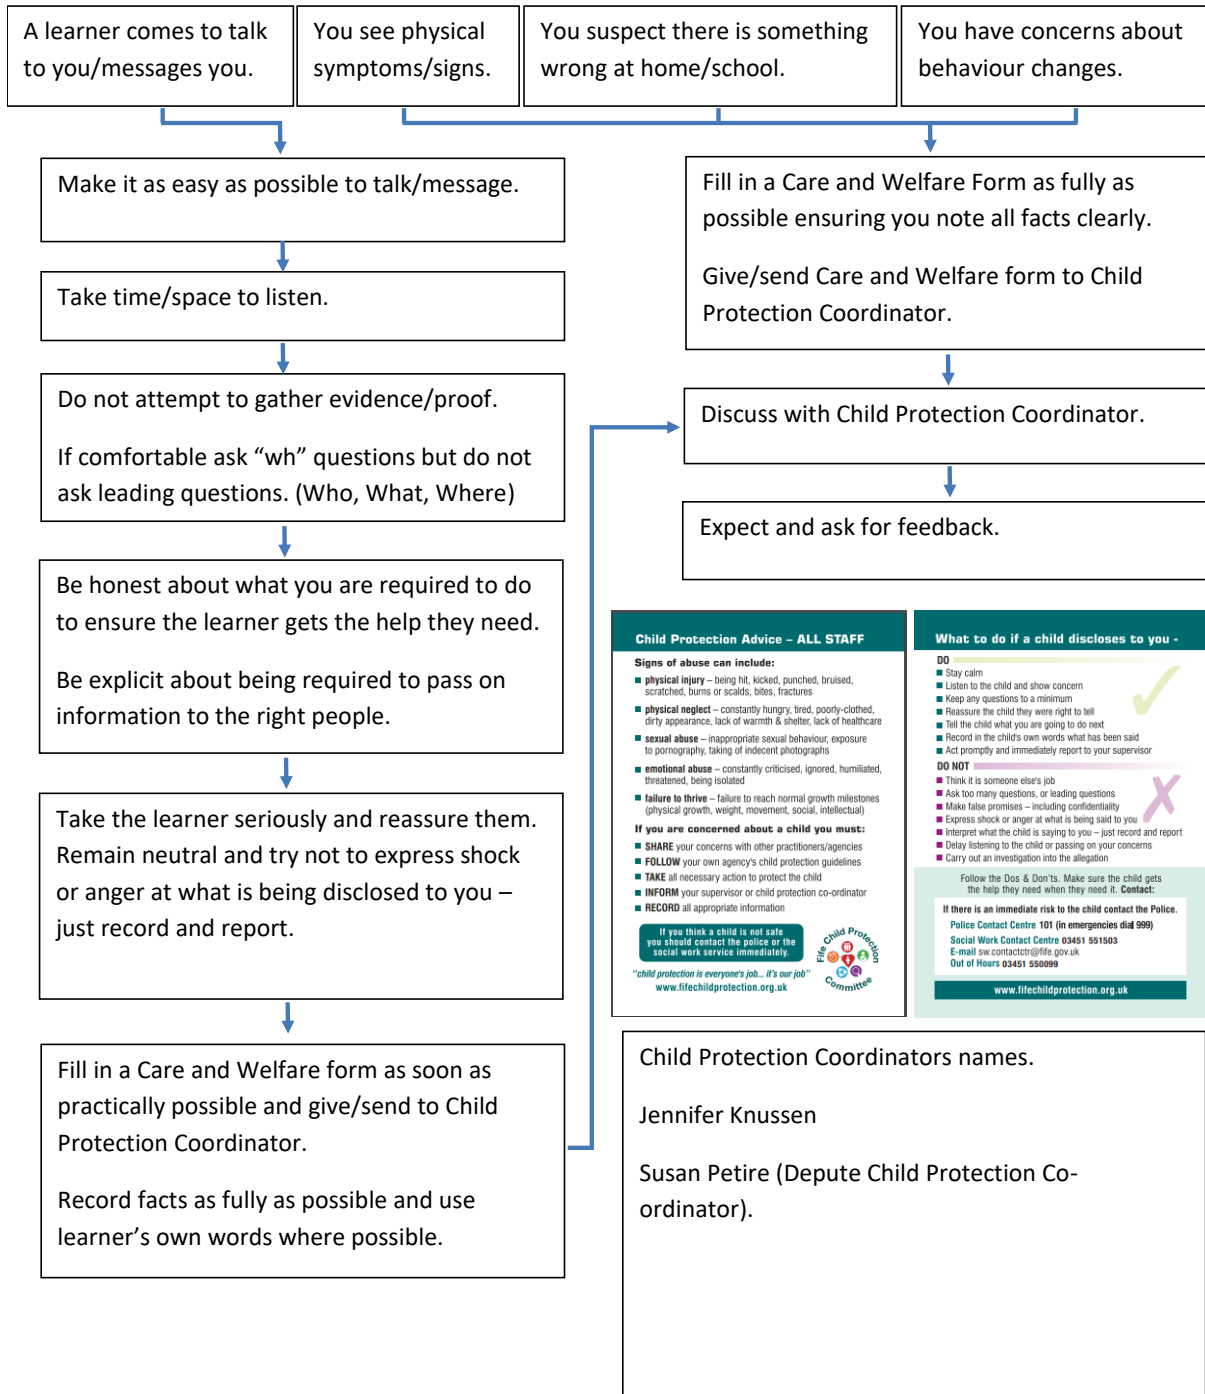 A learner comes to talk
to you/messages you.
You see physical
symptoms/signs.
You suspect there is something
wrong at home/school.
You have concerns about
behaviour changes.
Make it as easy as possible to talk/message.
Take time/space to listen.
Do not attempt to gather evidence/proof.
If comfortable ask “wh” questions but do not
ask leading questions. (Who, What, Where)
Be honest about what you are required to do
to ensure the learner gets the help they need.
Be explicit about being required to pass on
information to the right people.
Take the learner seriously and reassure them.
Remain neutral and try not to express shock
or anger at what is being disclosed to you –
just record and report.
Fill in a Care and Welfare form as soon as
practically possible and give/send to Child
Protection Coordinator.
Record facts as fully as possible and use
learner’s own words where possible.
Fill in a Care and Welfare Form as fully as
possible ensuring you note all facts clearly.
Give/send Care and Welfare form to Child
Protection Coordinator.
Discuss with Child Protection Coordinator.
Expect and ask for feedback.
Child Protection Advice – ALL STAFF
Signs of abuse can include:
physical injury – being hit, kicked, punched, bruised,
scratched, burns or scalds, bites, fractures
physical neglect – constantly hungry, tired, poorly-clothed,
dirty appearance, lack of warmth & shelter, lack of healthcare
sexual abuse – inappropriate sexual behaviour, exposure
to pornography, taking of indecent photographs
emotional abuse – constantly criticised, ignored, humiliated,
threatened, being isolated
failure to thrive – failure to reach normal growth milestones
(physical growth, weight, movement, social, intellectual)
If you are concerned about a child you must:
SHARE your concerns with other practitioners/agencies
FOLLOW your own agency's child protection guidelines
TAKE all necessary action to protect the child
INFORM your supervisor or child protection co-ordinator
RECORD all appropriate information
If you think a child is not safe
you should contact the police or the
social work service immediately.
"child protection is everyone's job... it's our job"
www.fifechildprotection.org.uk
Fife Child Protection
Committee
What to do if a child discloses to you -
DO
Stay calm
Listen to the child and show concern
Keep any questions to a minimum
Reassure the child they were right to tell
Tell the child what you are going to do next
Record in the child's own words what has been said
Act promptly and immediately report to your supervisor
DO NOT
Think it is someone else's job
Ask too many questions, or leading questions
Make false promises – including confidentiality
Express shock or anger at what is being said to you
Interpret what the child is saying to you – just record and report
Delay listening to the child or passing on your concerns
Carry out an investigation into the allegation
Follow the Dos & Don'ts. Make sure the child gets
the help they need when they need it. Contact:
If there is an immediate risk to the child contact the Police.
Police Contact Centre 101 (in emergencies dial 999)
Social Work Contact Centre 03451 551503
E-mail sw.contactctr@fife.gov.uk
Out of Hours 03451 550099
www.fifechildprotection.org.uk
Child Protection Coordinators names.
Jennifer Knussen
Susan Petire (Depute Child Protection Co-
ordinator).